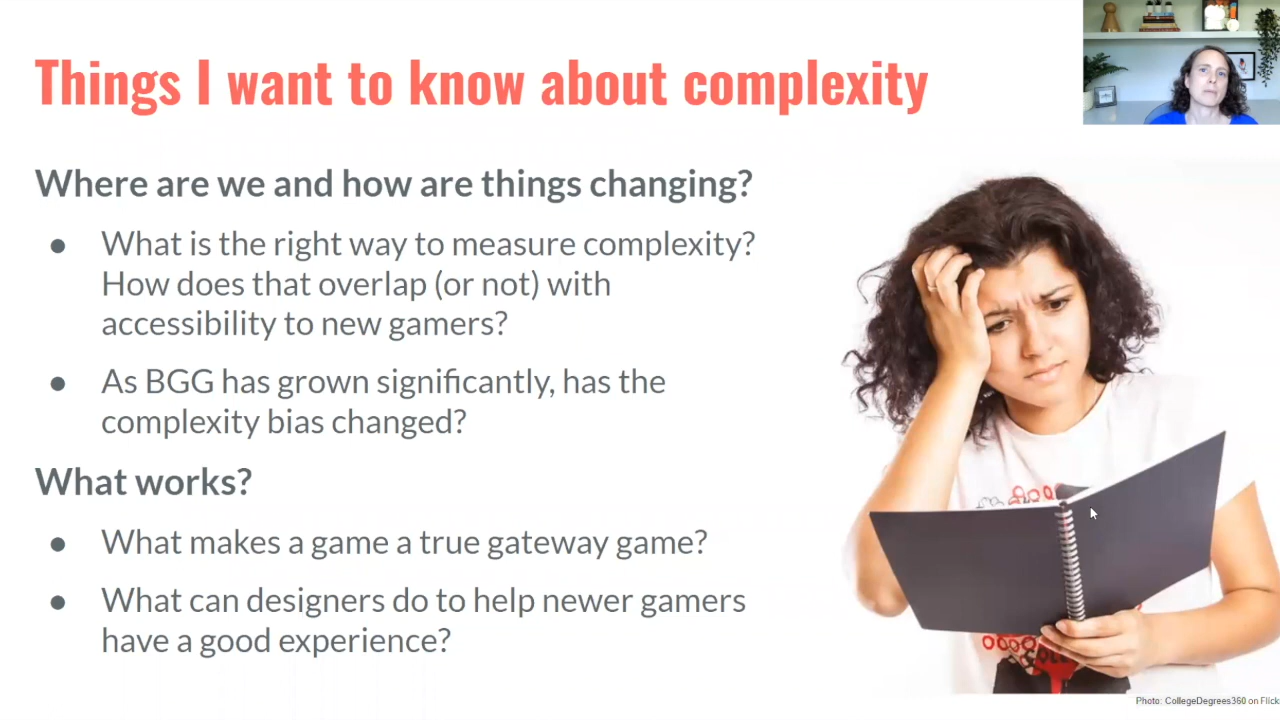 Things I want to know about complexity
Where are we and how are things changing?
● What is the right way to measure complexity?
How does that overlap (or not) with
accessibility to new gamers?
● As BGG has grown significantly, has the
complexity bias changed?
What works?
● What makes a game a true gateway game?
● What can designers do to help newer gamers
have a good experience?
Photo: CollegeDegrees360 on Flick